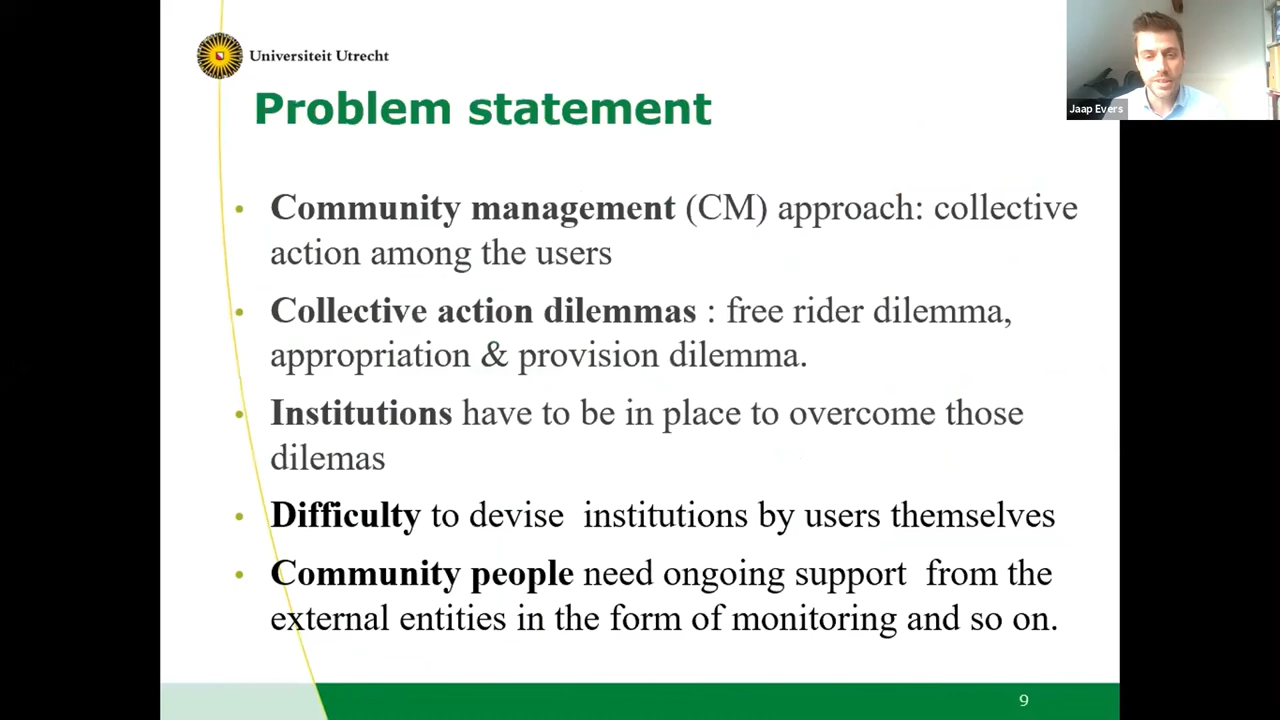 Universiteit Utrecht
Jaap Evers
Problem statement
• Community management (CM) approach: collective
action among the users
• Collective action dilemmas : free rider dilemma,
appropriation & provision dilemma.
• Institutions have to be in place to overcome those
dilemas
• Difficulty to devise  institutions by users themselves
• Community people need ongoing support  from the
external entities in the form of monitoring and so on.
9